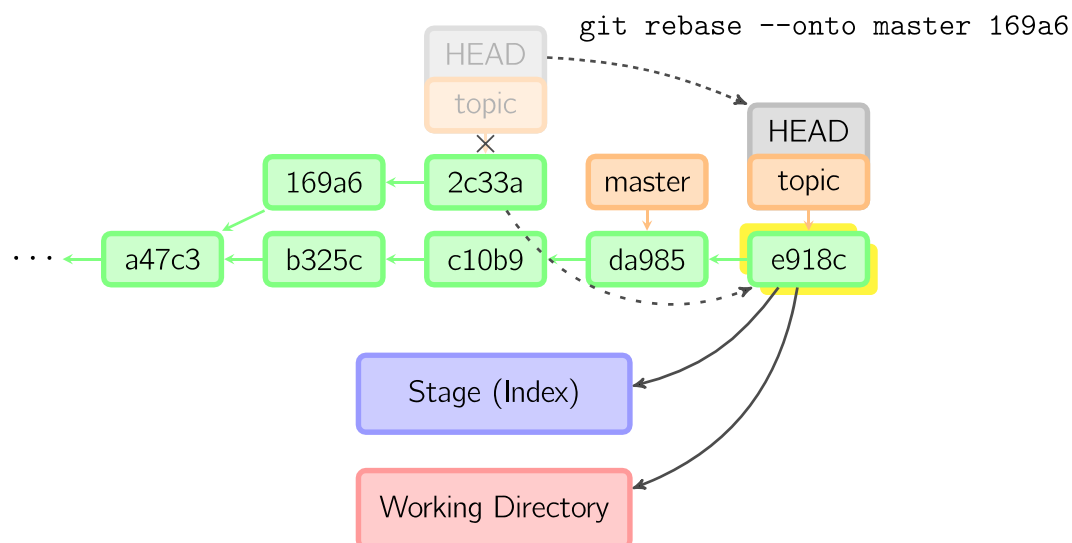 git rebase --onto master 169a6
HEAD
topic
HEAD
169a6
2c33a
master
topic
...
a47c3
b325c
c10b9
da985
e918c
Stage (Index)
Working Directory